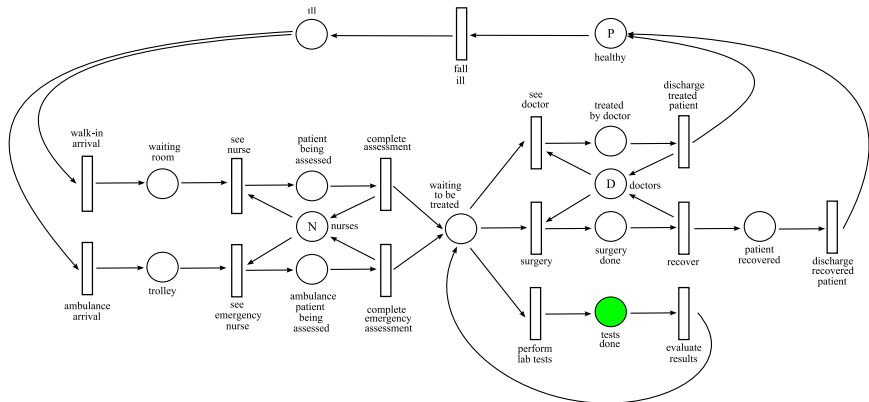 ill
P
healthy
fall
ill
see
doctor
treated
by doctor
discharge
treated
patient
walk-in
arrival
waiting
room
see
nurse
patient
being
assessed
complete
assessment
waiting
to be
treated
D
doctors
N
nurses
ambulance
arrival
trolley
see
emergency
nurse
ambulance
patient
being
assessed
complete
emergency
assessment
surgery
surgery
done
recover
patient
recovered
discharge
recovered
patient
perform
lab tests
tests
done
evaluate
results